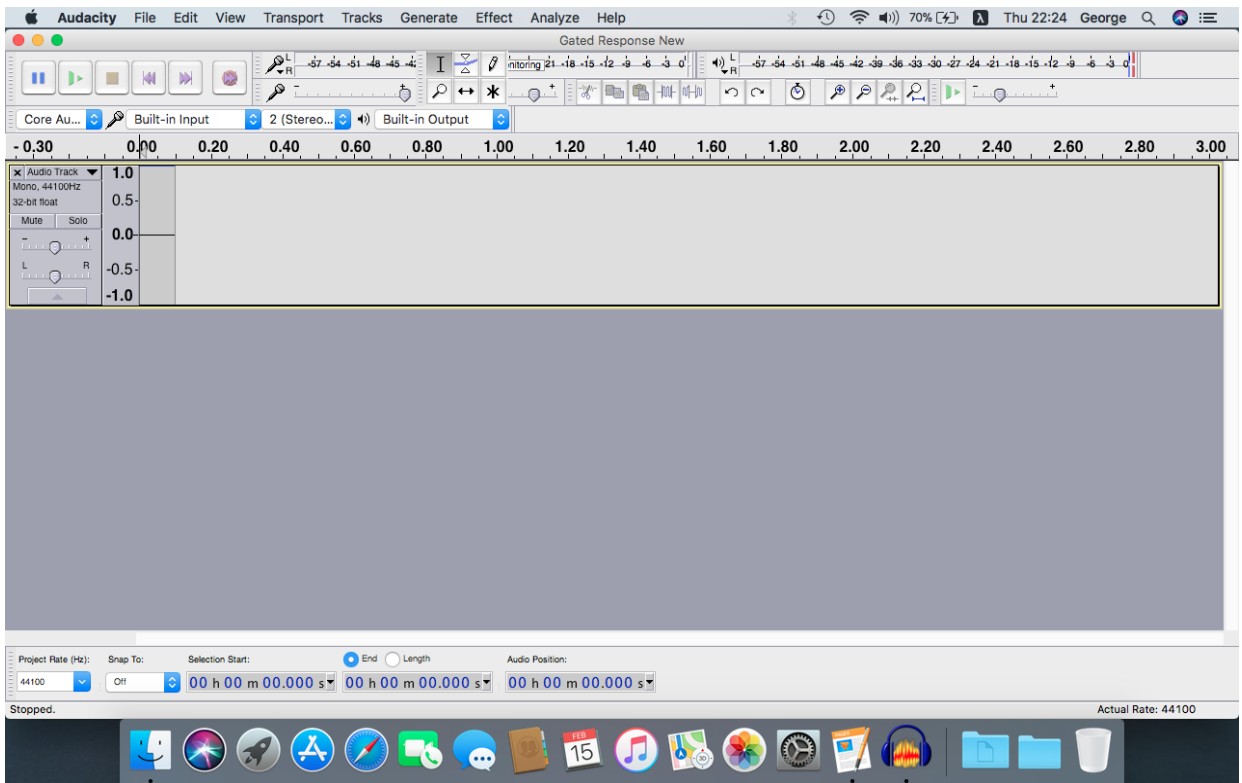 Audacity File Edit View Transport Tracks Generate Effect Analyze Help 70% Thu 22:24 George
Gated Response New
L R -57 -54 -51 -48 -45 -42 nitoring 21 -18 -15 -12 -9 -6 -3 0 L R -57 -54 -51 -48 -45 -42 -39 -36 -33 -30 -27 -24 -21 -18 -15 -12 -9 -6 -3 0
Core Au... Built-in Input 2 (Stereo... Built-in Output
- 0.30 0.00 0.20 0.40 0.60 0.80 1.00 1.20 1.40 1.60 1.80 2.00 2.20 2.40 2.60 2.80 3.00
x Audio Track 1.0
Mono, 44100Hz
32-bit float 0.5-
Mute Solo
- + 0.0-
L R -0.5-
-1.0
Project Rate (Hz): Snap To: Selection Start: End Length Audio Position:
44100 Off 00 h 00 m 00.000 s 00 h 00 m 00.000 s 00 h 00 m 00.000 s
Stopped. Actual Rate: 44100
FEB
15